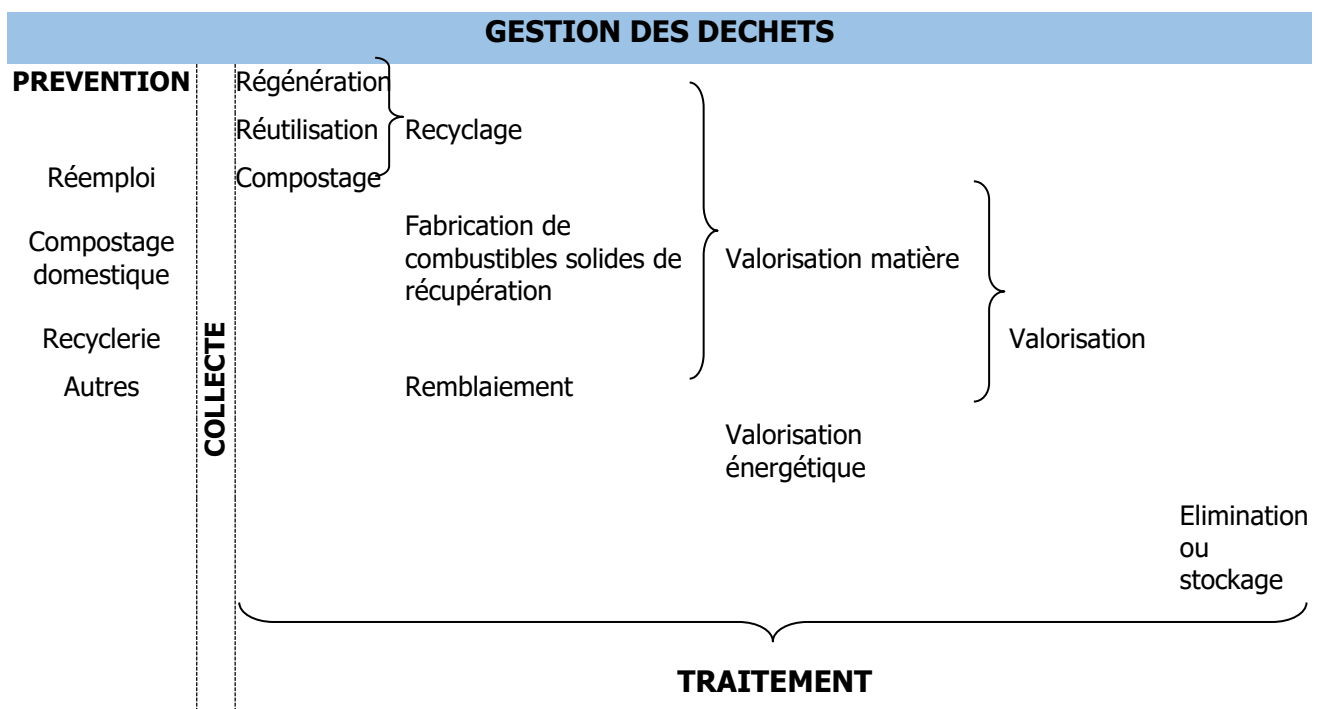 GESTION DES DECHETS
PREVENTION
Régénération
Réutilisation
Recyclage
Réemploi
Compostage
Compostage
domestique
Fabrication de
combustibles solides de
récupération
Valorisation matière
Recyclerie
COLLECTE
Valorisation
Autres
Remblaiement
Valorisation
énergétique
Elimination
ou
stockage
TRAITEMENT